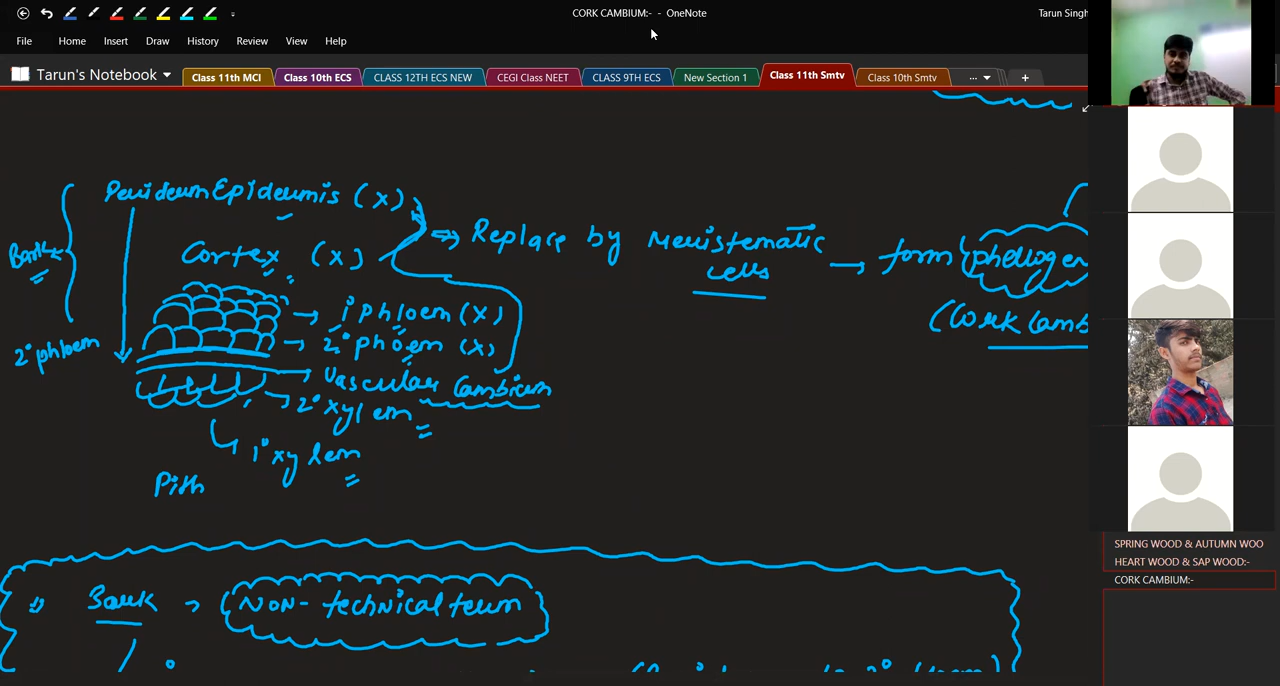 CORK CAMBIUM:- - OneNote
Tarun Singh
File Home Insert Draw History View Help
Tarun's Notebook
Class 11th MCI Class 10th ECS CLASS 12TH ECS NEW CEGI Class NEET CLASS 9TH ECS New Section 1 Class 11th Smtv Class 10th Smtv ... +
Periderm Epidermis (x)
Bark
Cortex (x)
⇒ Replace by Meristematic cells → form (phellogen
(Cork Camb
→ 1° phloem (x)
→ 2° phloem (x)
2° phloem
→ Vascular Cambium
→ 2° xylem
1° xylem
Pith
SPRING WOOD & AUTUMN WOO
HEART WOOD & SAP WOOD:-
CORK CAMBIUM:-
Bark → (NON-technical term)